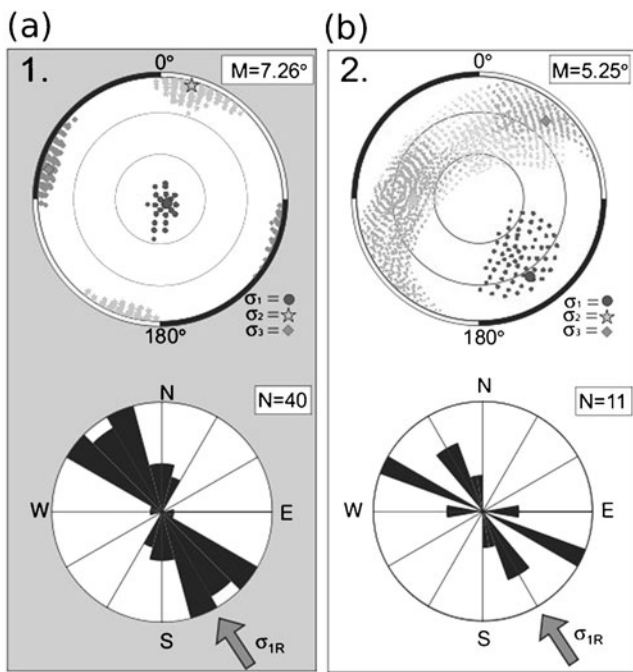 (a)
1.
0°
M=7.26°
180°
σ₁ = ●
σ₂ = ☆
σ₃ = ◆
N
N=40
W
E
S
σ₁R
(b)
2.
0°
M=5.25°
180°
σ₁ = ●
σ₂ = ☆
σ₃ = ◆
N
N=11
W
E
S
σ₁R